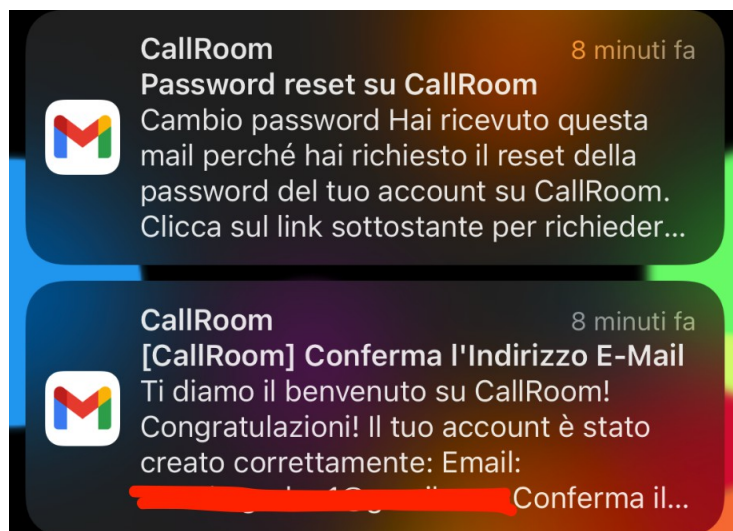 CallRoom
8 minuti fa
Password reset su CallRoom
Cambio password Hai ricevuto questa
mail perché hai richiesto il reset della
password del tuo account su CallRoom.
Clicca sul link sottostante per richieder...
CallRoom
8 minuti fa
[CallRoom] Conferma l'Indirizzo E-Mail
Ti diamo il benvenuto su CallRoom!
Congratulazioni! Il tuo account è stato
creato correttamente: Email:
Conferma il...